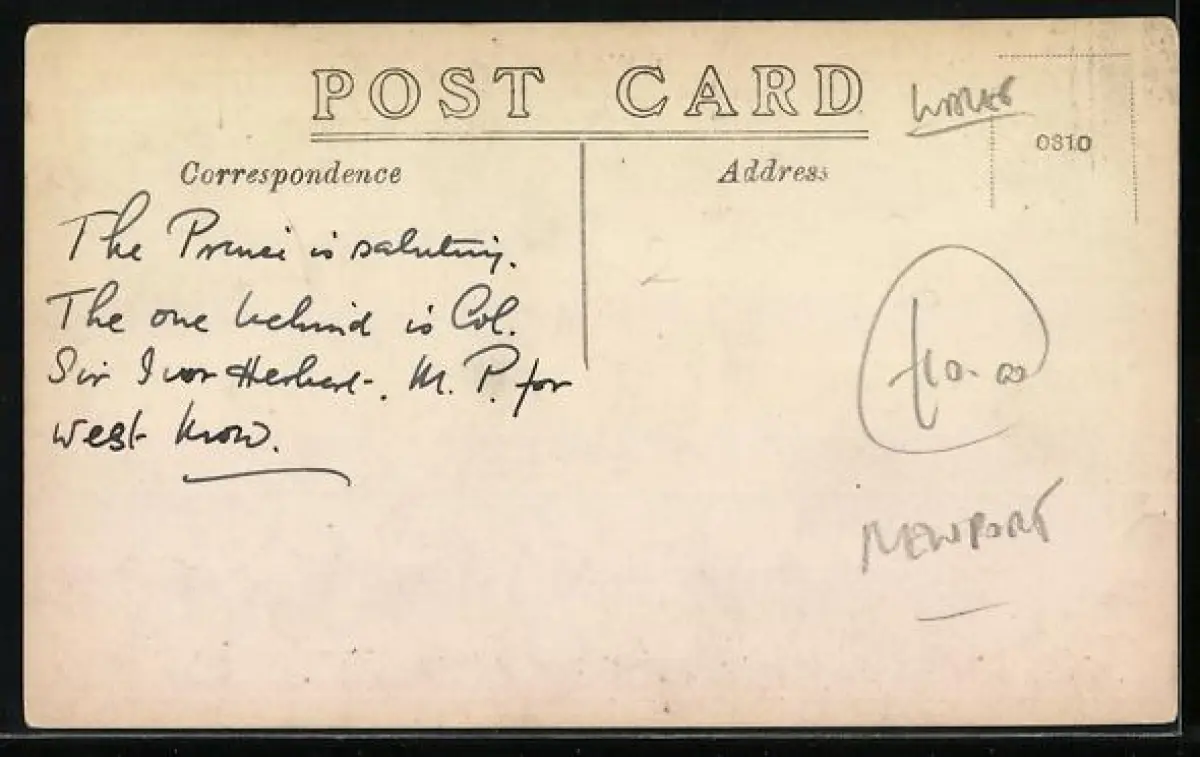 POST CARD
WALES
0310
Correspondence
Address
The Prince is saluting.
The one behind is Col.
Sir Ivor Herbert. M. P. for
West Mon.
£10.00
NEWPORT